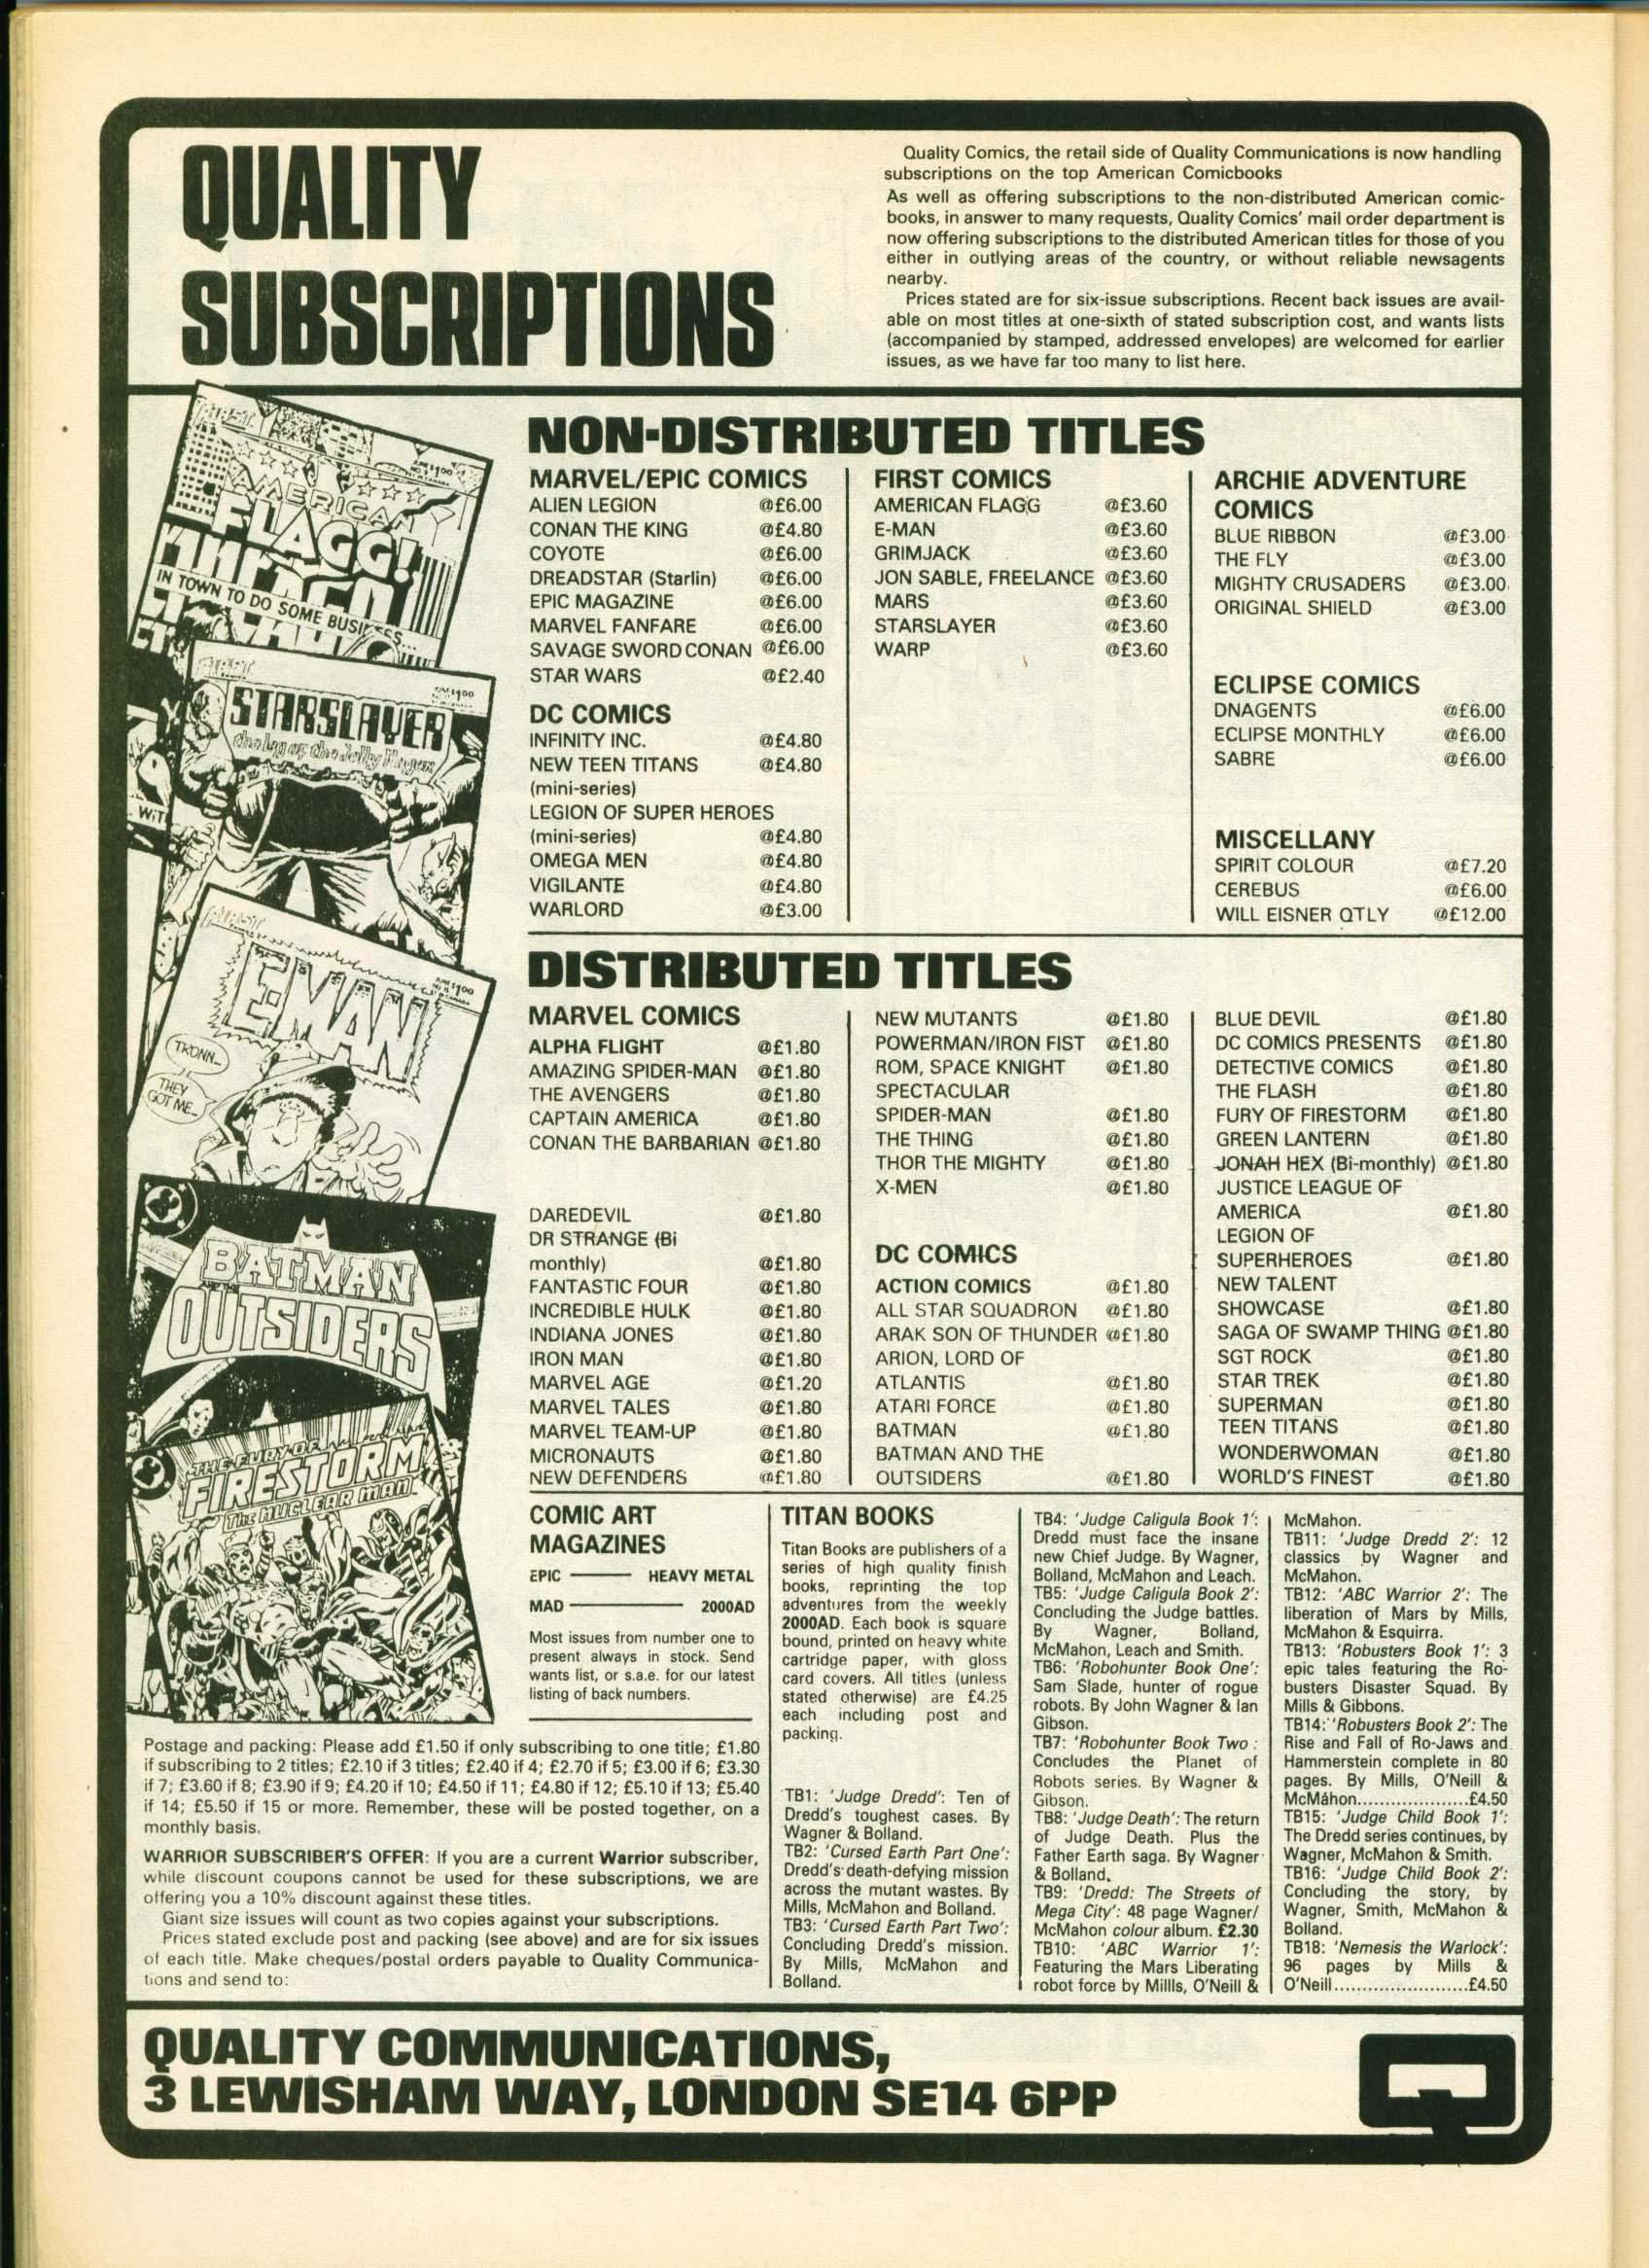 QUALITY
SUBSCRIPTIONS
Quality Comics, the retail side of Quality Communications is now handling
subscriptions on the top American Comicbooks
As well as offering subscriptions to the non-distributed American comic-
books, in answer to many requests, Quality Comics' mail order department is
now offering subscriptions to the distributed American titles for those of you
either in outlying areas of the country, or without reliable newsagents
nearby.
Prices stated are for six-issue subscriptions. Recent back issues are avail-
able on most titles at one-sixth of stated subscription cost, and wants lists
(accompanied by stamped, addressed envelopes) are welcomed for earlier
issues, as we have far too many to list here.
FIRST
AMERICAN
FLAGG!
IN TOWN TO DO SOME BUSINESS...
FIRST
$1.00
STARSLAYER
the log of the Jolly Roger
WIT
FIRST
$1.00
E-MAN
TKONN...
THEY
GOT ME...
BATMAN
AND THE
OUTSIDERS
THE FURY OF
FIRESTORM
The NUCLEAR MAN
NON-DISTRIBUTED TITLES
MARVEL/EPIC COMICS
ALIEN LEGION @£6.00
CONAN THE KING @£4.80
COYOTE @£6.00
DREADSTAR (Starlin) @£6.00
EPIC MAGAZINE @£6.00
MARVEL FANFARE @£6.00
SAVAGE SWORD CONAN @£6.00
STAR WARS @£2.40
DC COMICS
INFINITY INC. @£4.80
NEW TEEN TITANS @£4.80
(mini-series)
LEGION OF SUPER HEROES
(mini-series) @£4.80
OMEGA MEN @£4.80
VIGILANTE @£4.80
WARLORD @£3.00
FIRST COMICS
AMERICAN FLAGG @£3.60
E-MAN @£3.60
GRIMJACK @£3.60
JON SABLE, FREELANCE @£3.60
MARS @£3.60
STARSLAYER @£3.60
WARP @£3.60
ARCHIE ADVENTURE
COMICS
BLUE RIBBON @£3.00
THE FLY @£3.00
MIGHTY CRUSADERS @£3.00
ORIGINAL SHIELD @£3.00
ECLIPSE COMICS
DNAGENTS @£6.00
ECLIPSE MONTHLY @£6.00
SABRE @£6.00
MISCELLANY
SPIRIT COLOUR @£7.20
CEREBUS @£6.00
WILL EISNER QTLY @£12.00
DISTRIBUTED TITLES
MARVEL COMICS
ALPHA FLIGHT @£1.80
AMAZING SPIDER-MAN @£1.80
THE AVENGERS @£1.80
CAPTAIN AMERICA @£1.80
CONAN THE BARBARIAN @£1.80
DAREDEVIL @£1.80
DR STRANGE (Bi
monthly) @£1.80
FANTASTIC FOUR @£1.80
INCREDIBLE HULK @£1.80
INDIANA JONES @£1.80
IRON MAN @£1.80
MARVEL AGE @£1.20
MARVEL TALES @£1.80
MARVEL TEAM-UP @£1.80
MICRONAUTS @£1.80
NEW DEFENDERS @£1.80
NEW MUTANTS @£1.80
POWERMAN/IRON FIST @£1.80
ROM, SPACE KNIGHT @£1.80
SPECTACULAR
SPIDER-MAN @£1.80
THE THING @£1.80
THOR THE MIGHTY @£1.80
X-MEN @£1.80
DC COMICS
ACTION COMICS @£1.80
ALL STAR SQUADRON @£1.80
ARAK SON OF THUNDER @£1.80
ARION, LORD OF
ATLANTIS @£1.80
ATARI FORCE @£1.80
BATMAN @£1.80
BATMAN AND THE
OUTSIDERS @£1.80
BLUE DEVIL @£1.80
DC COMICS PRESENTS @£1.80
DETECTIVE COMICS @£1.80
THE FLASH @£1.80
FURY OF FIRESTORM @£1.80
GREEN LANTERN @£1.80
JONAH HEX (Bi-monthly) @£1.80
JUSTICE LEAGUE OF
AMERICA @£1.80
LEGION OF
SUPERHEROES @£1.80
NEW TALENT
SHOWCASE @£1.80
SAGA OF SWAMP THING @£1.80
SGT ROCK @£1.80
STAR TREK @£1.80
SUPERMAN @£1.80
TEEN TITANS @£1.80
WONDERWOMAN @£1.80
WORLD'S FINEST @£1.80
COMIC ART
MAGAZINES
EPIC — HEAVY METAL
MAD — 2000AD
Most issues from number one to
present always in stock. Send
wants list, or s.a.e. for our latest
listing of back numbers.
Postage and packing: Please add £1.50 if only subscribing to one title; £1.80
if subscribing to 2 titles; £2.10 if 3 titles; £2.40 if 4; £2.70 if 5; £3.00 if 6; £3.30
if 7; £3.60 if 8; £3.90 if 9; £4.20 if 10; £4.50 if 11; £4.80 if 12; £5.10 if 13; £5.40
if 14; £5.50 if 15 or more. Remember, these will be posted together, on a
monthly basis.
WARRIOR SUBSCRIBER'S OFFER: If you are a current Warrior subscriber,
while discount coupons cannot be used for these subscriptions, we are
offering you a 10% discount against these titles.
Giant size issues will count as two copies against your subscriptions.
Prices stated exclude post and packing (see above) and are for six issues
of each title. Make cheques/postal orders payable to Quality Communica-
tions and send to:
TITAN BOOKS
Titan Books are publishers of a
series of high quality finish
books, reprinting the top
adventures from the weekly
2000AD. Each book is square
bound, printed on heavy white
cartridge paper, with gloss
card covers. All titles (unless
stated otherwise) are £4.25
each including post and
packing.
TB1: 'Judge Dredd': Ten of
Dredd's toughest cases. By
Wagner & Bolland.
TB2: 'Cursed Earth Part One':
Dredd's death-defying mission
across the mutant wastes. By
Mills, McMahon and Bolland.
TB3: 'Cursed Earth Part Two':
Concluding Dredd's mission.
By Mills, McMahon and
Bolland.
TB4: 'Judge Caligula Book 1':
Dredd must face the insane
new Chief Judge. By Wagner,
Bolland, McMahon and Leach.
TB5: 'Judge Caligula Book 2':
Concluding the Judge battles.
By Wagner, Bolland,
McMahon, Leach and Smith.
TB6: 'Robohunter Book One':
Sam Slade, hunter of rogue
robots. By John Wagner & Ian
Gibson.
TB7: 'Robohunter Book Two:
Concludes the Planet of
Robots series. By Wagner &
Gibson.
TB8: 'Judge Death': The return
of Judge Death. Plus the
Father Earth saga. By Wagner
& Bolland.
TB9: 'Dredd: The Streets of
Mega City': 48 page Wagner/
McMahon colour album. £2.30
TB10: 'ABC Warrior 1':
Featuring the Mars Liberating
robot force by Millls, O'Neill &
McMahon.
TB11: 'Judge Dredd 2': 12
classics by Wagner and
McMahon.
TB12: 'ABC Warrior 2': The
liberation of Mars by Mills,
McMahon & Esquirra.
TB13: 'Robusters Book 1': 3
epic tales featuring the Ro-
busters Disaster Squad. By
Mills & Gibbons.
TB14: 'Robusters Book 2': The
Rise and Fall of Ro-Jaws and
Hammerstein complete in 80
pages. By Mills, O'Neill &
McMahon....................£4.50
TB15: 'Judge Child Book 1':
The Dredd series continues, by
Wagner, McMahon & Smith.
TB16: 'Judge Child Book 2':
Concluding the story, by
Wagner, Smith, McMahon &
Bolland.
TB18: 'Nemesis the Warlock':
96 pages by Mills &
O'Neill........................£4.50
QUALITY COMMUNICATIONS,
3 LEWISHAM WAY, LONDON SE14 6PP
Q